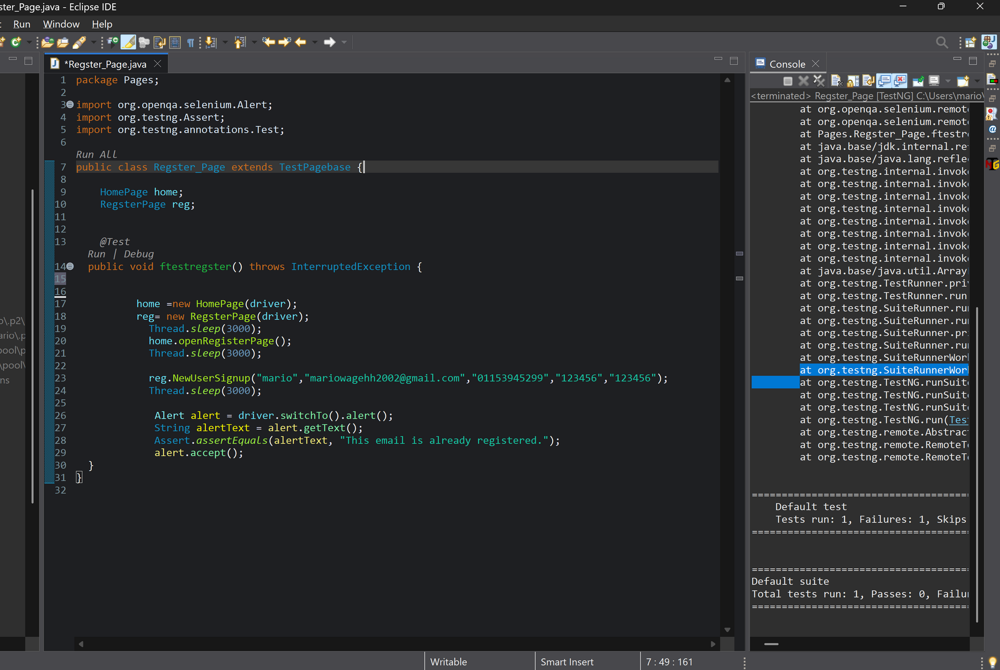 ster_Page.java - Eclipse IDE
Run Window Help
*Regster_Page.java
1 package Pages;
2
3 import org.openqa.selenium.Alert;
4 import org.testng.Assert;
5 import org.testng.annotations.Test;
6
Run All
7 public class Regster_Page extends TestPagebase {
8
9 HomePage home;
10 RegsterPage reg;
11
12
13 @Test
Run | Debug
14 public void ftestregster() throws InterruptedException {
15
16
17 home =new HomePage(driver);
18 reg= new RegsterPage(driver);
19 Thread.sleep(3000);
20 home.openRegisterPage();
21 Thread.sleep(3000);
22
23 reg.NewUserSignup("mario","mariowagehh2002@gmail.com","01153945299","123456","123456");
24 Thread.sleep(3000);
25
26 Alert alert = driver.switchTo().alert();
27 String alertText = alert.getText();
28 Assert.assertEquals(alertText, "This email is already registered.");
29 alert.accept();
30 }
31 }
32
o\.p2\
ario\.p
pool\p
\pool\
ns
Console
<terminated> Regster_Page [TestNG] C:\Users\mario\
at org.openqa.selenium.remot
at org.openqa.selenium.remot
at Pages.Regster_Page.ftestr
at java.base/jdk.internal.re
at java.base/java.lang.refle
at org.testng.internal.invok
at org.testng.internal.invok
at org.testng.internal.invok
at org.testng.internal.invok
at org.testng.internal.invok
at org.testng.internal.invok
at org.testng.internal.invok
at org.testng.internal.invok
at java.base/java.util.Array
at org.testng.TestRunner.pri
at org.testng.TestRunner.run
at org.testng.SuiteRunner.ru
at org.testng.SuiteRunner.ru
at org.testng.SuiteRunner.pr
at org.testng.SuiteRunner.ru
at org.testng.SuiteRunnerWor
at org.testng.SuiteRunnerWor
at org.testng.TestNG.runSuit
at org.testng.TestNG.runSuit
at org.testng.TestNG.runSuit
at org.testng.TestNG.run(Tes
at org.testng.remote.Abstrac
at org.testng.remote.RemoteT
at org.testng.remote.RemoteT
=====================================
Default test
Tests run: 1, Failures: 1, Skips
=====================================
=====================================
Default suite
Total tests run: 1, Passes: 0, Failu
=====================================
Writable
Smart Insert
7 : 49 : 161